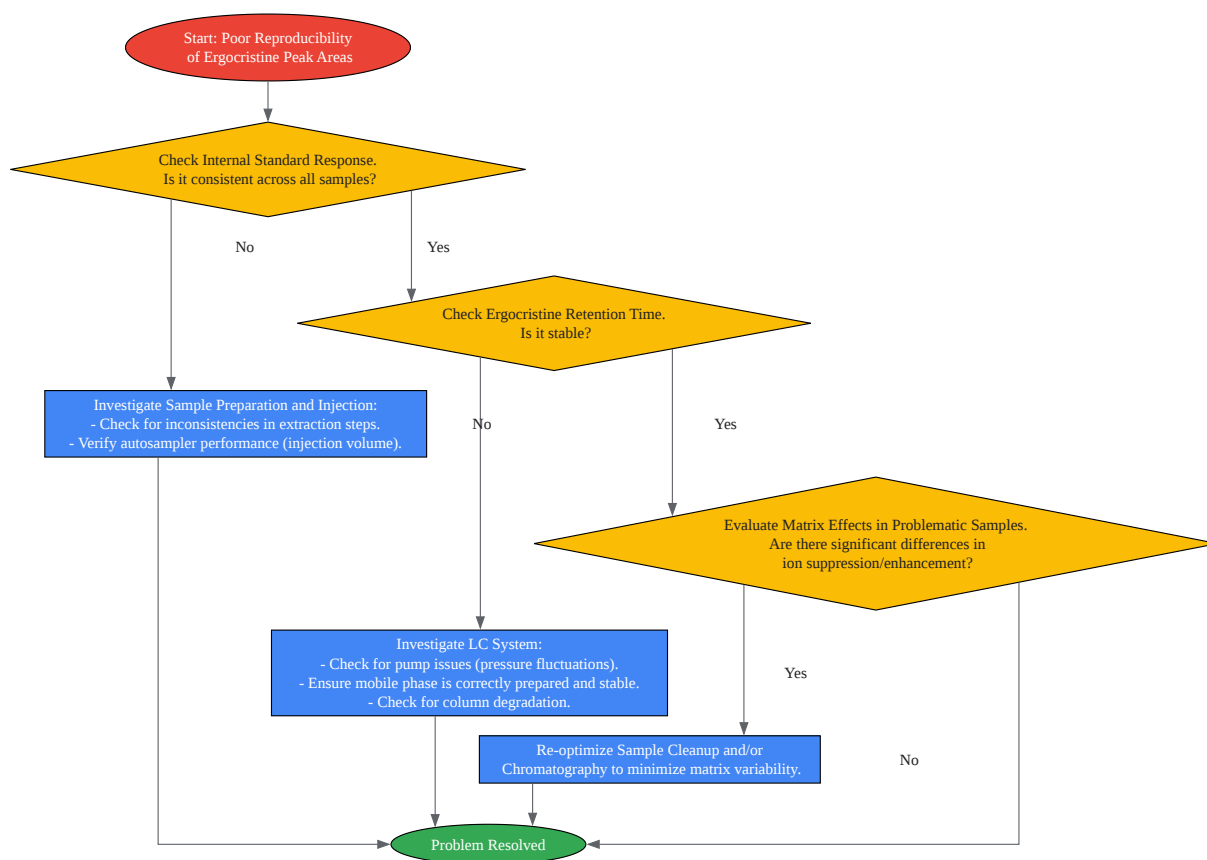 Start: Poor Reproducibility
of Ergocristine Peak Areas
Check Internal Standard Response.
Is it consistent across all samples?
No
Yes
Check Ergocristine Retention Time.
Is it stable?
Investigate Sample Preparation and Injection:
- Check for inconsistencies in extraction steps.
- Verify autosampler performance (injection volume).
No
Yes
Evaluate Matrix Effects in Problematic Samples.
Are there significant differences in
ion suppression/enhancement?
Investigate LC System:
- Check for pump issues (pressure fluctuations).
- Ensure mobile phase is correctly prepared and stable.
- Check for column degradation.
Yes
Re-optimize Sample Cleanup and/or
Chromatography to minimize matrix variability.
No
Problem Resolved